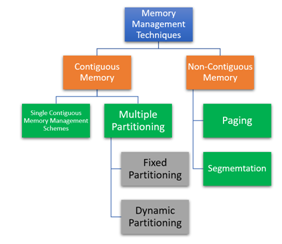 Memory
Management
Techniques
Contiguous
Memory
Non-Contiguous
Memory
Single Contiguous
Memory Management
Schemes
Multiple
Partitioning
Paging
Fixed
Partitioning
Segmemtation
Dynamic
Partitioning